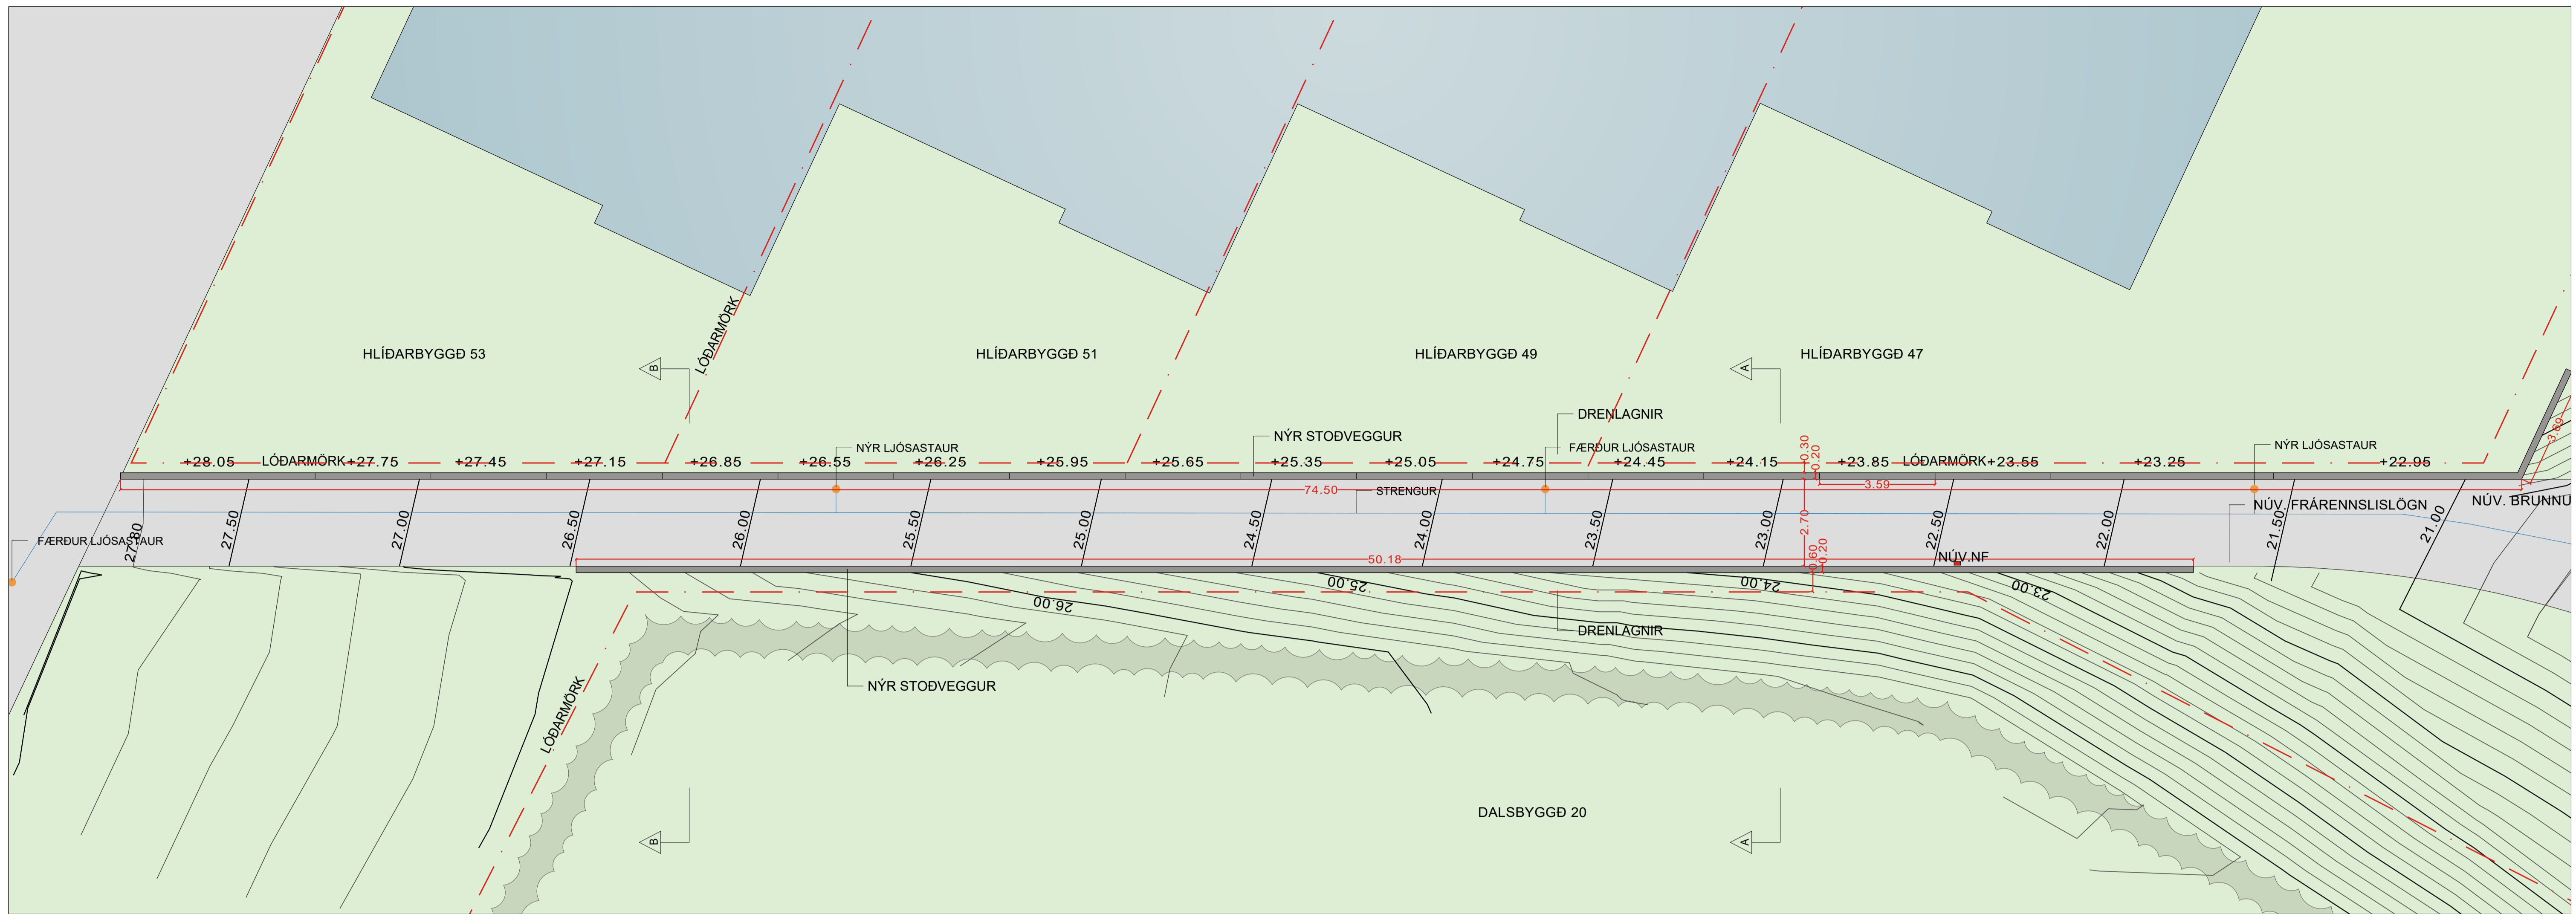 HLÍÐARBYGGÐ 53
HLÍÐARBYGGÐ 51
HLÍÐARBYGGÐ 49
HLÍÐARBYGGÐ 47
LÓÐARMÖRK
B
A
DRENLAGNIR
NÝR STOÐVEGGUR
NÝR LJÓSASTAUR
FÆRÐUR LJÓSASTAUR
NÝR LJÓSASTAUR
+28.05
LÓÐARMÖRK
+27.75
+27.45
+27.15
+26.85
+26.55
+26.25
+25.95
+25.65
+25.35
+25.05
+24.75
+24.45
+24.15
0.30
0.20
+23.85
LÓÐARMÖRK
+23.55
+23.25
+22.95
3.69
74.50
STRENGUR
3.59
NÚV. FRÁRENNSLISLÖGN
NÚV. BRUNNU
FÆRÐUR LJÓSASTAUR
27.80
27.50
27.00
26.50
26.00
25.50
25.00
24.50
24.00
23.50
23.00
2.70
22.50
22.00
21.50
21.00
50.18
0.60
0.20
NÚV.NF
26.00
25.00
24.00
23.00
DRENLAGNIR
NÝR STOÐVEGGUR
LÓÐARMÖRK
DALSBYGGÐ 20
B
A